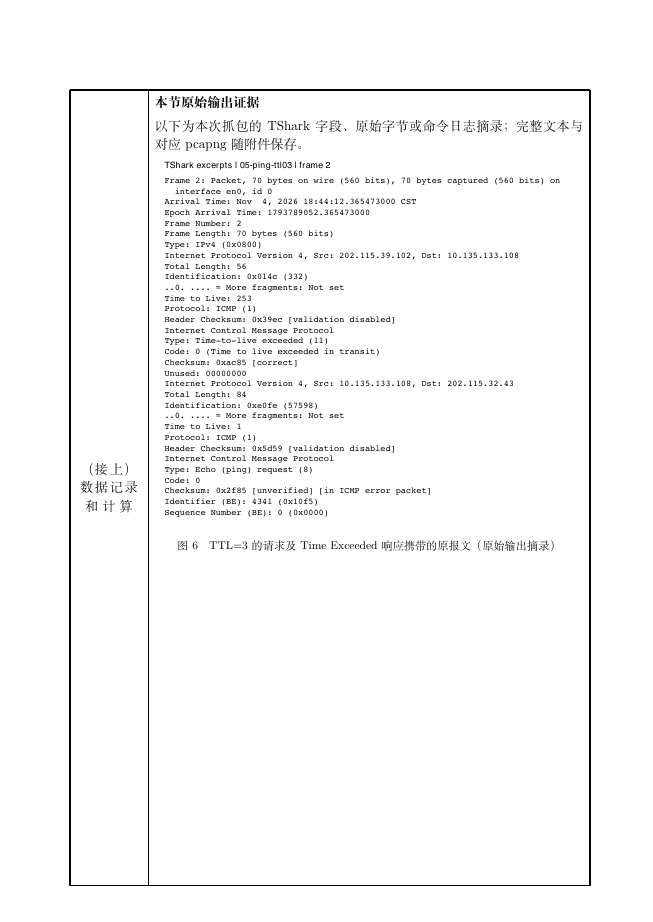 本节原始输出证据
以下为本次抓包的 TShark 字段、原始字节或命令日志摘录；完整文本与
对应 pcapng 随附件保存。
TShark excerpts | 05-ping-ttl03 | frame 2
Frame 2: Packet, 70 bytes on wire (560 bits), 70 bytes captured (560 bits) on
interface en0, id 0
Arrival Time: Nov  4, 2026 18:44:12.365473000 CST
Epoch Arrival Time: 1793789052.365473000
Frame Number: 2
Frame Length: 70 bytes (560 bits)
Type: IPv4 (0x0800)
Internet Protocol Version 4, Src: 202.115.39.102, Dst: 10.135.133.108
Total Length: 56
Identification: 0x014c (332)
..0. .... = More fragments: Not set
Time to Live: 253
Protocol: ICMP (1)
Header Checksum: 0x39ec [validation disabled]
Internet Control Message Protocol
Type: Time-to-live exceeded (11)
Code: 0 (Time to live exceeded in transit)
Checksum: 0xac85 [correct]
Unused: 00000000
Internet Protocol Version 4, Src: 10.135.133.108, Dst: 202.115.32.43
Total Length: 84
Identification: 0xe0fe (57598)
..0. .... = More fragments: Not set
Time to Live: 1
Protocol: ICMP (1)
Header Checksum: 0x5d59 [validation disabled]
Internet Control Message Protocol
Type: Echo (ping) request (8)
Code: 0
Checksum: 0x2f85 [unverified] [in ICMP error packet]
Identifier (BE): 4341 (0x10f5)
Sequence Number (BE): 0 (0x0000)
图 6　TTL=3 的请求及 Time Exceeded 响应携带的原报文（原始输出摘录）
（接上）
数据记录
和计算